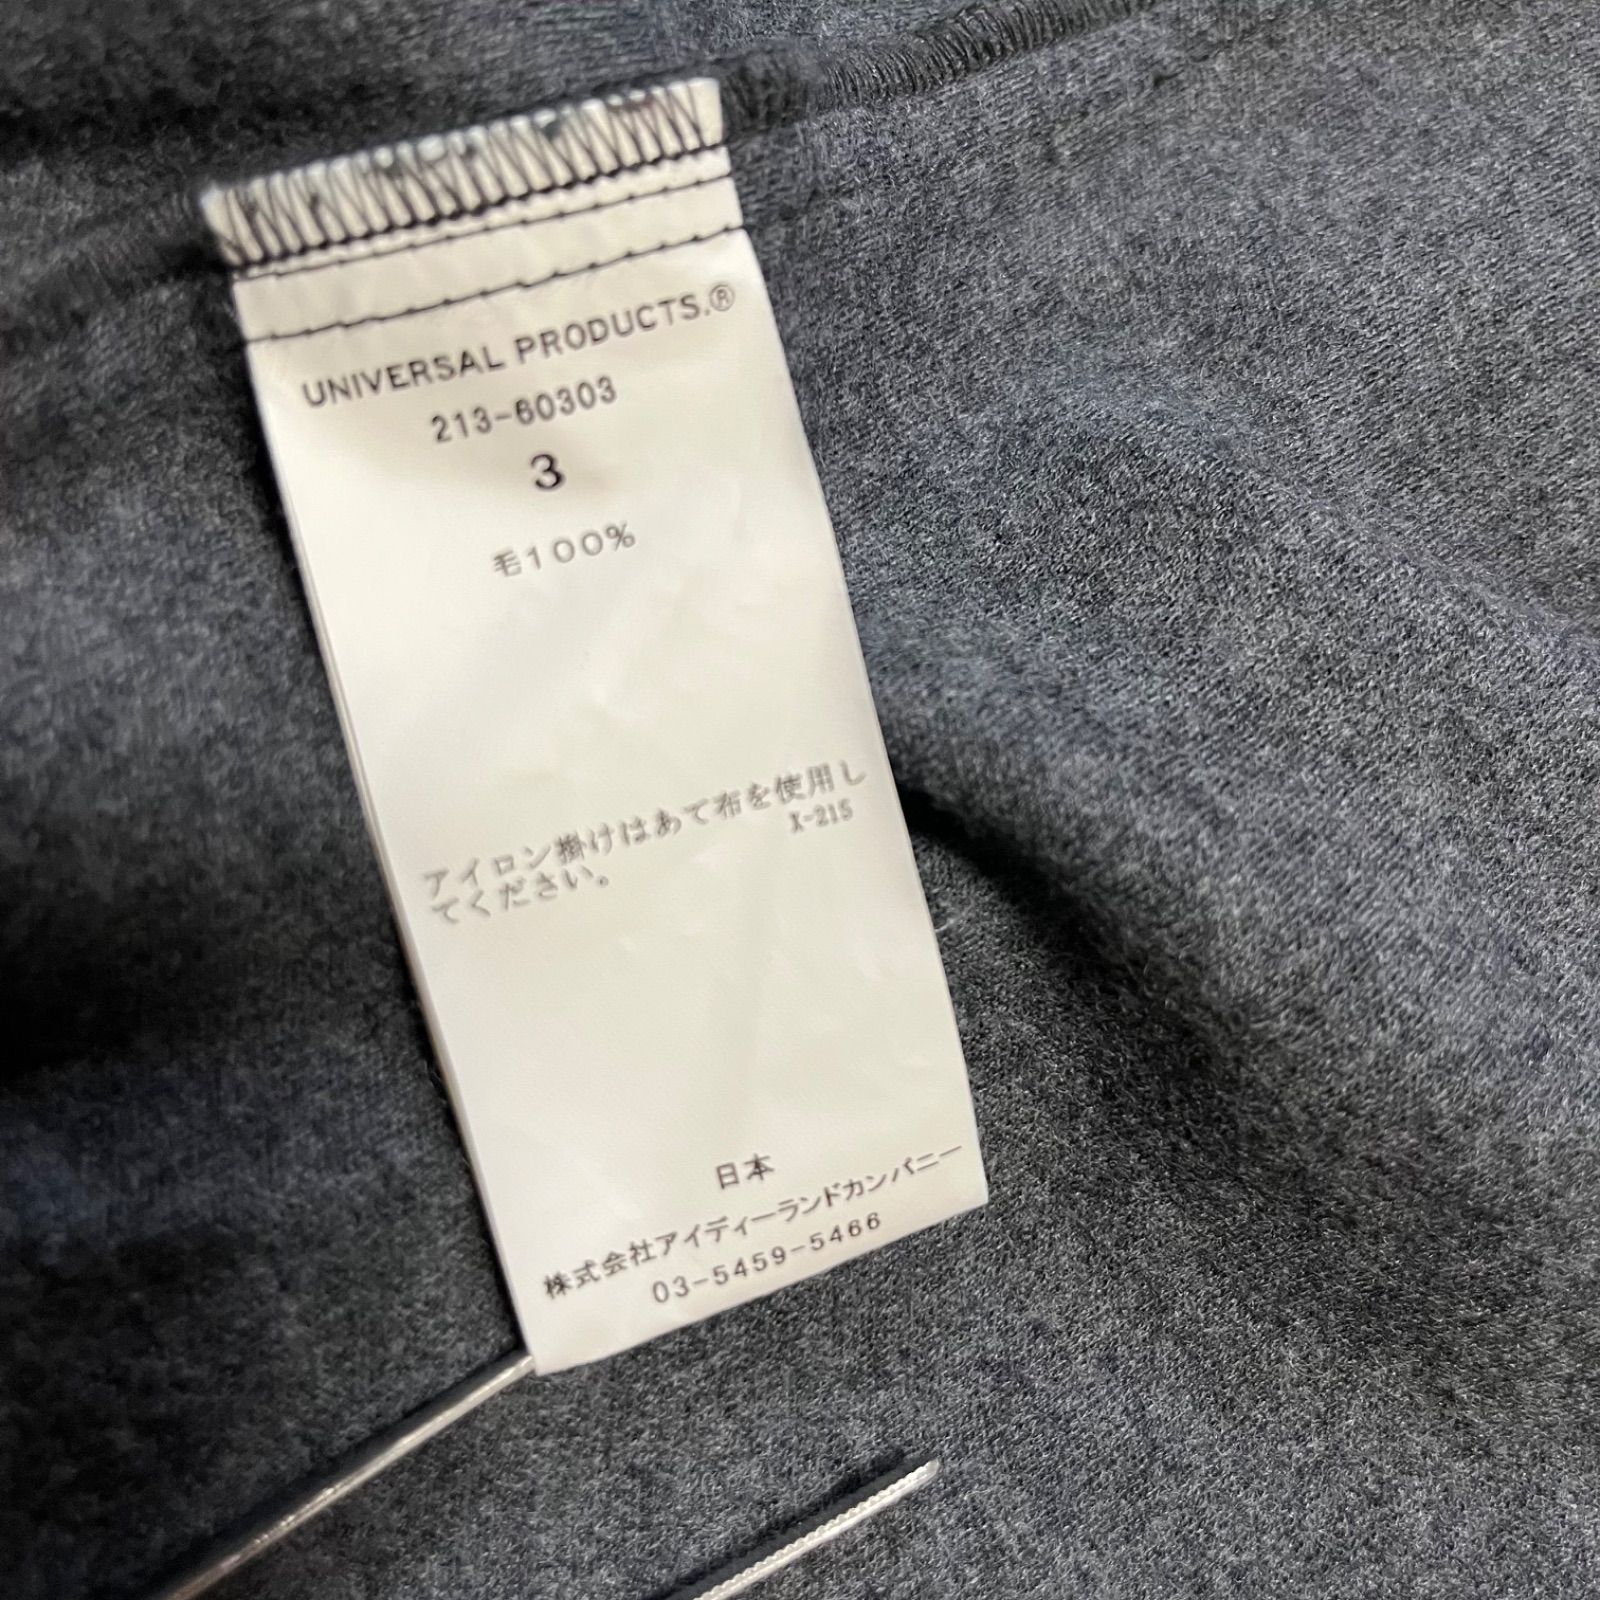 UNIVERSAL PRODUCTS.®
213-60303
3
毛100%
アイロン掛けはあて布を使用し
てください。
X-215
日本
株式会社アイディーランドカンパニー
03-5459-5466